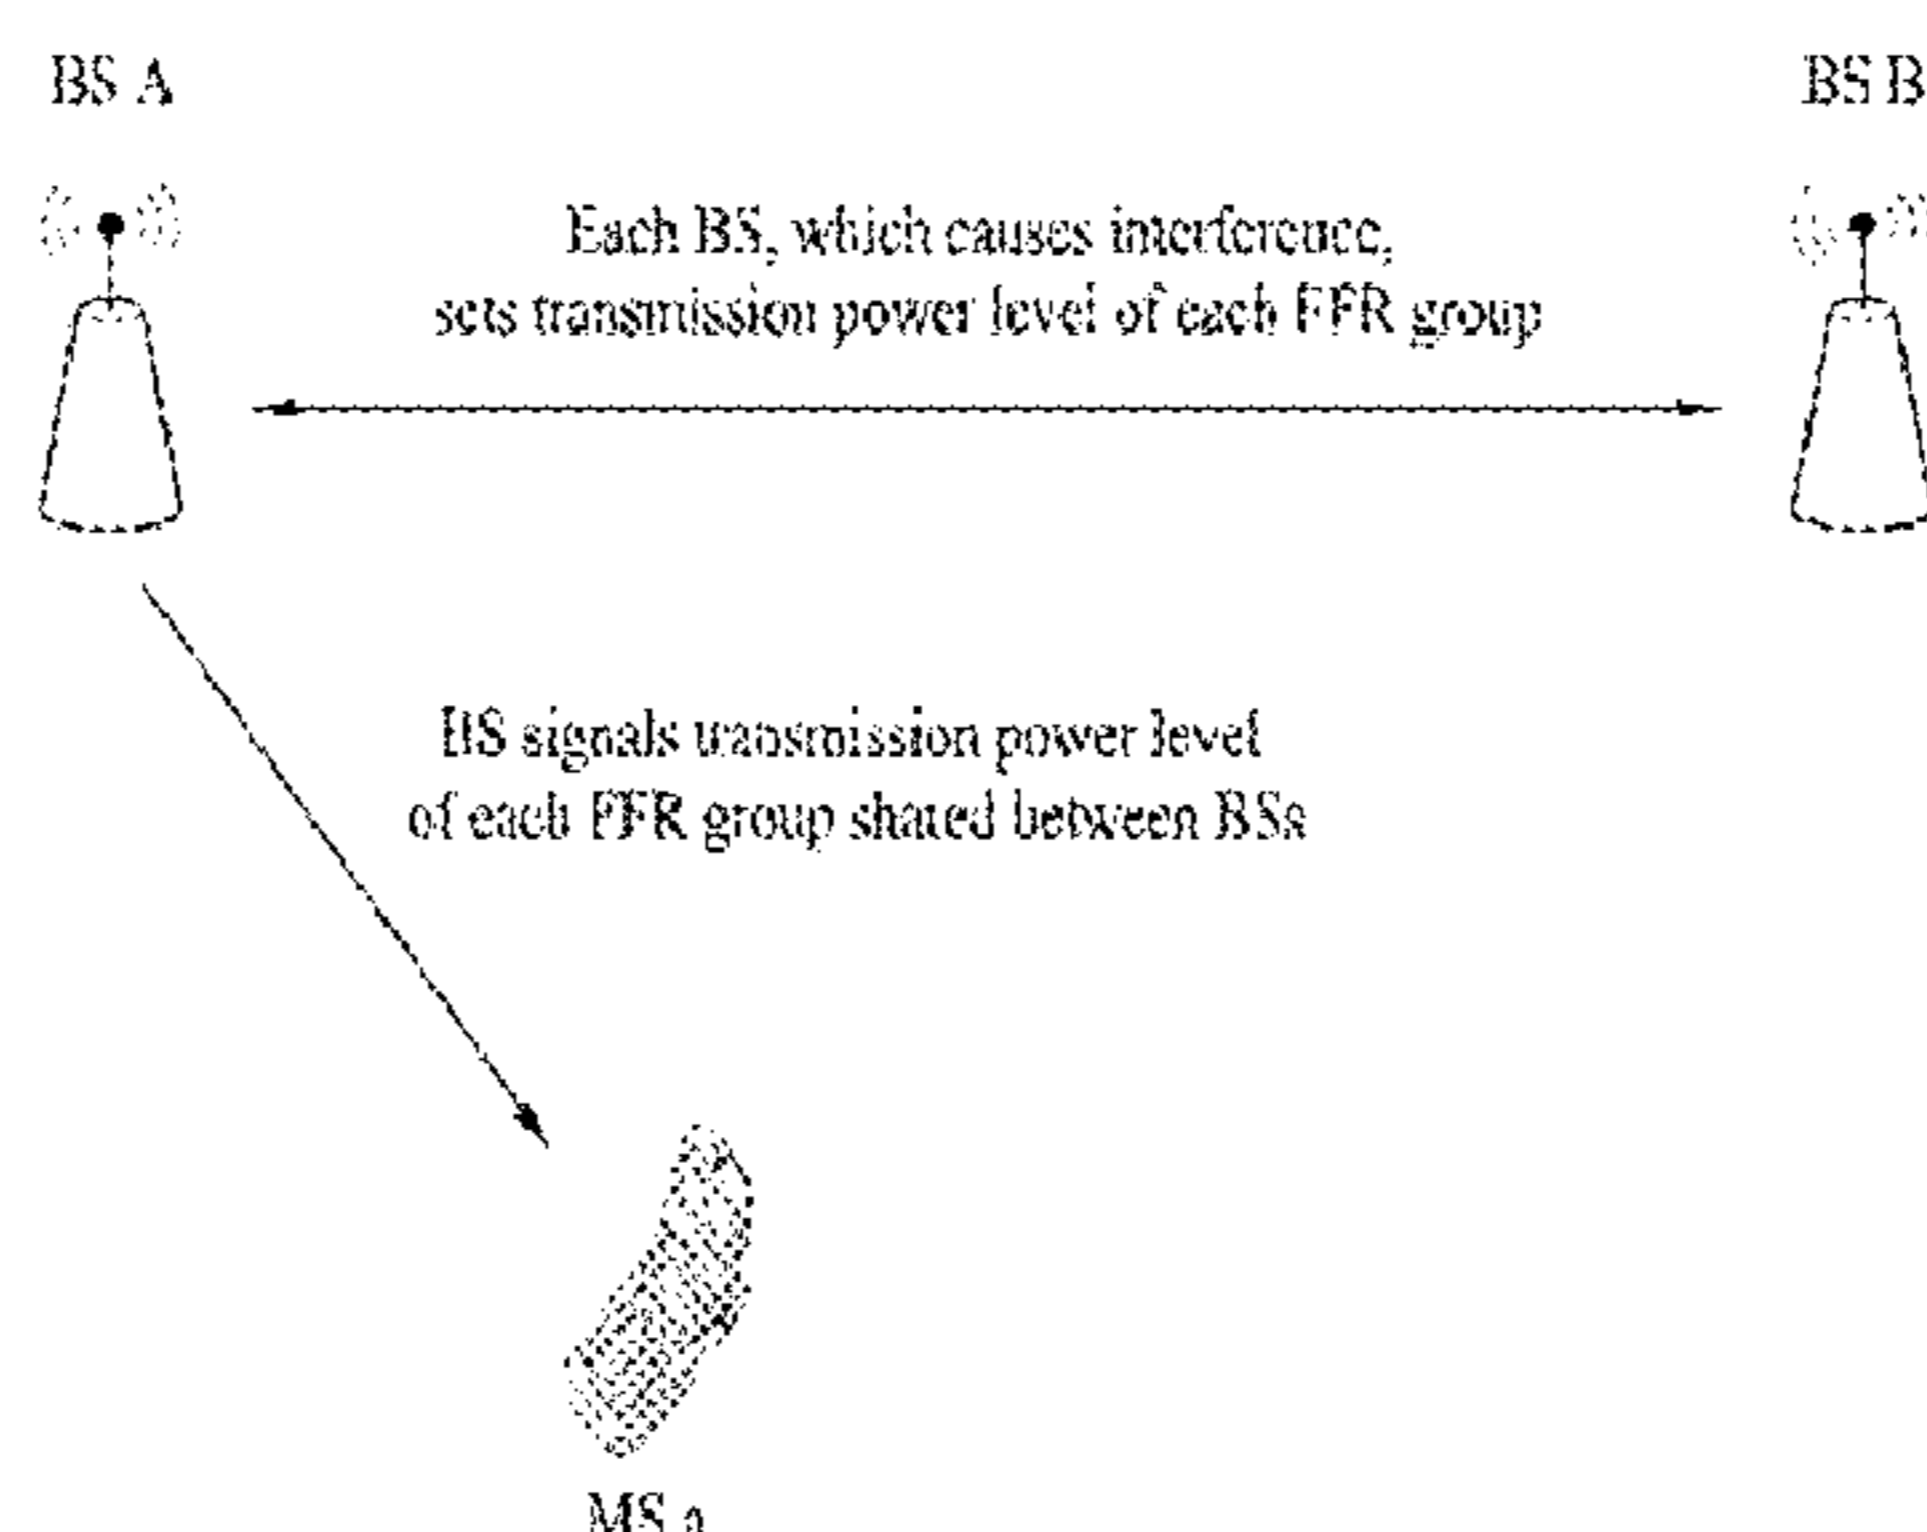 BS A
BS B
Each BS, which causes interference,
sets transmission power level of each FFR group
BS signals transmission power level
of each FFR group shared between BSs
MS a